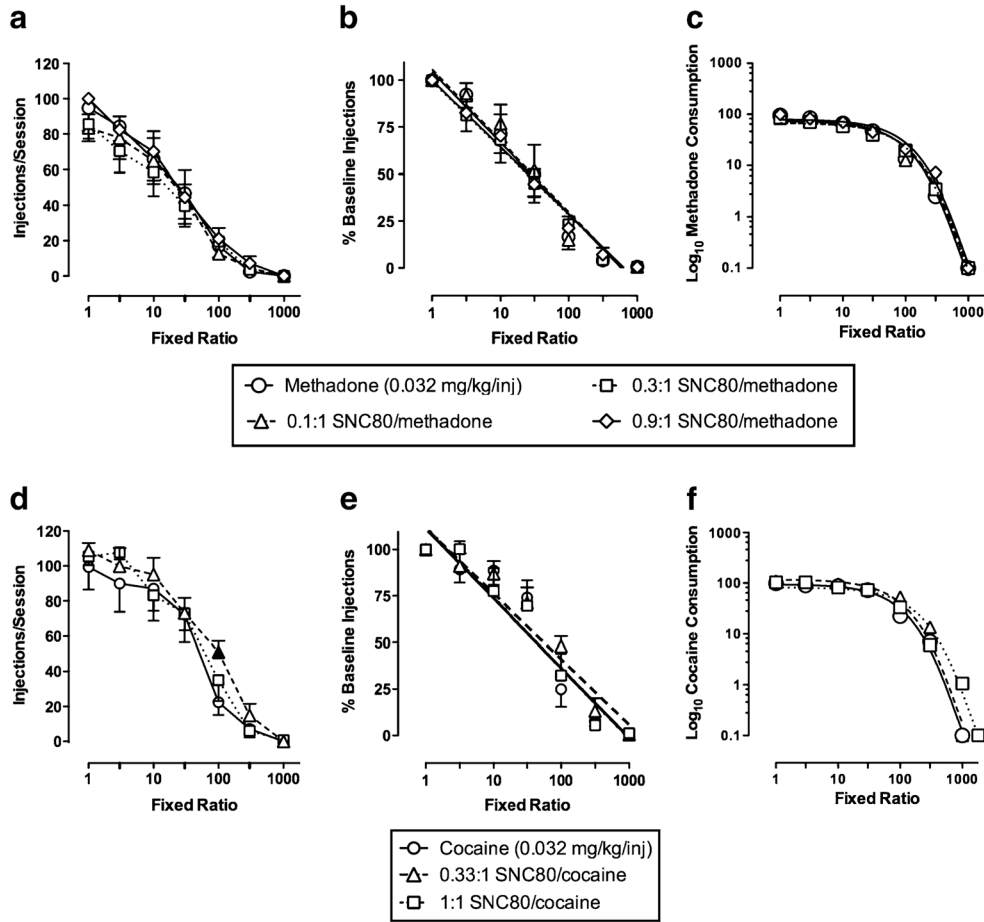 a
Injections/Session
120
100
80
60
40
20
0
1
10
100
1000
Fixed Ratio
b
% Baseline Injections
100
75
50
25
0
1
10
100
1000
Fixed Ratio
c
Log10 Methadone Consumption
1000
100
10
1
0.1
1
10
100
1000
Fixed Ratio
Methadone (0.032 mg/kg/inj)
0.3:1 SNC80/methadone
0.1:1 SNC80/methadone
0.9:1 SNC80/methadone
d
Injections/Session
120
100
80
60
40
20
0
1
10
100
1000
Fixed Ratio
e
% Baseline Injections
100
75
50
25
0
1
10
100
1000
Fixed Ratio
f
Log10 Cocaine Consumption
1000
100
10
1
0.1
1
10
100
1000
Fixed Ratio
Cocaine (0.032 mg/kg/inj)
0.33:1 SNC80/cocaine
1:1 SNC80/cocaine